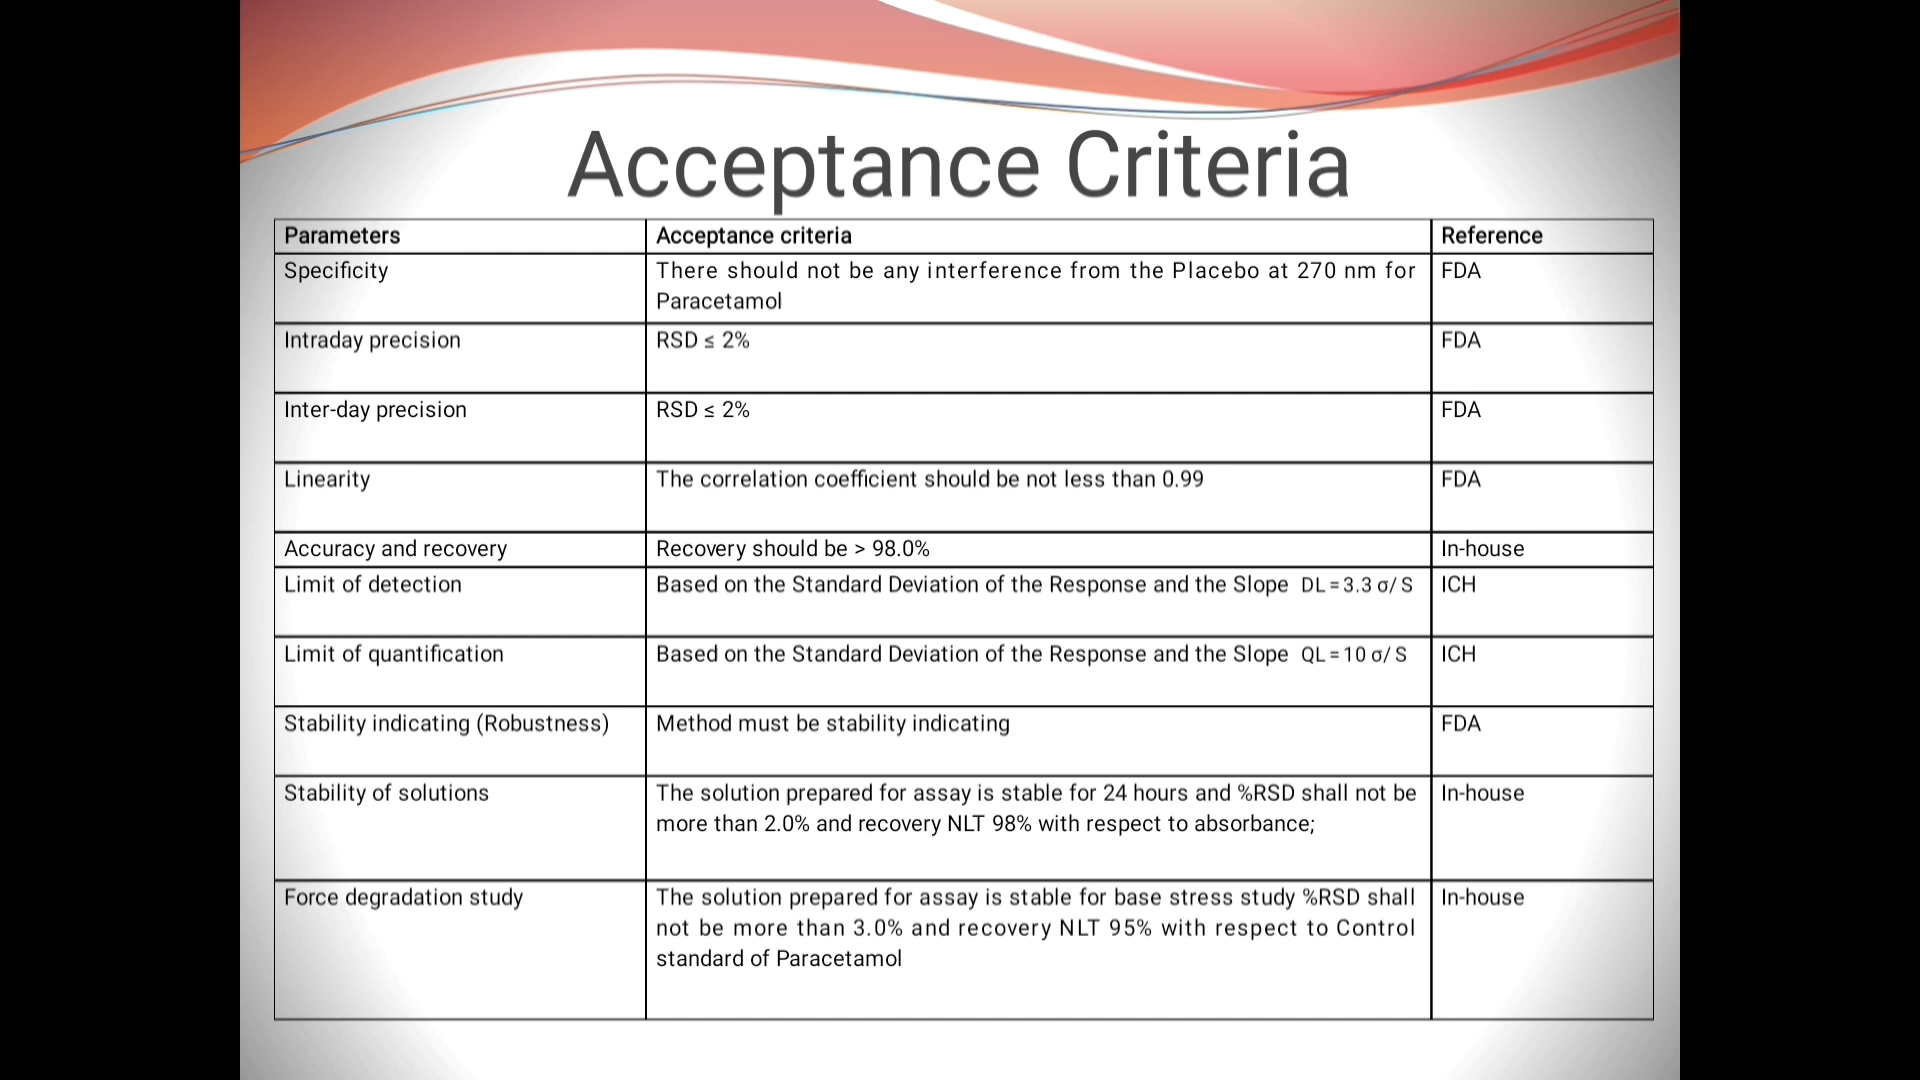 Acceptance Criteria
Parameters
Acceptance criteria
Reference
Specificity
There should not be any interference from the Placebo at 270 nm for
Paracetamol
FDA
Intraday precision
RSD ≤ 2%
FDA
Inter-day precision
RSD ≤ 2%
FDA
Linearity
The correlation coefficient should be not less than 0.99
FDA
Accuracy and recovery
Recovery should be > 98.0%
In-house
Limit of detection
Based on the Standard Deviation of the Response and the Slope DL = 3.3 σ/ S
ICH
Limit of quantification
Based on the Standard Deviation of the Response and the Slope QL = 10 σ/ S
ICH
Stability indicating (Robustness)
Method must be stability indicating
FDA
Stability of solutions
The solution prepared for assay is stable for 24 hours and %RSD shall not be
more than 2.0% and recovery NLT 98% with respect to absorbance;
In-house
Force degradation study
The solution prepared for assay is stable for base stress study %RSD shall
not be more than 3.0% and recovery NLT 95% with respect to Control
standard of Paracetamol
In-house